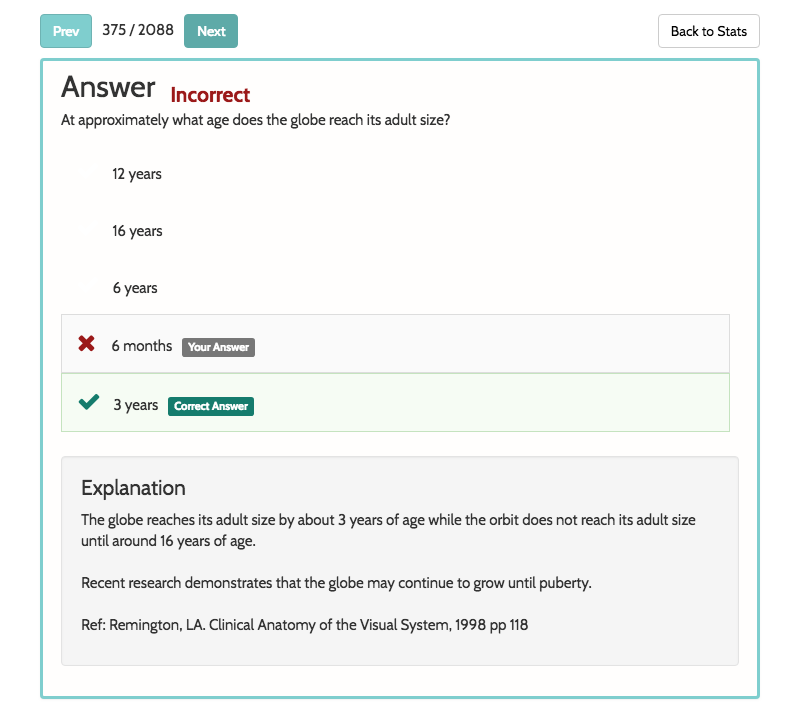 Prev 375 / 2088 Next Back to Stats
Answer Incorrect
At approximately what age does the globe reach its adult size?
12 years
16 years
6 years
6 months Your Answer
3 years Correct Answer
Explanation
The globe reaches its adult size by about 3 years of age while the orbit does not reach its adult size
until around 16 years of age.
Recent research demonstrates that the globe may continue to grow until puberty.
Ref: Remington, LA. Clinical Anatomy of the Visual System, 1998 pp 118